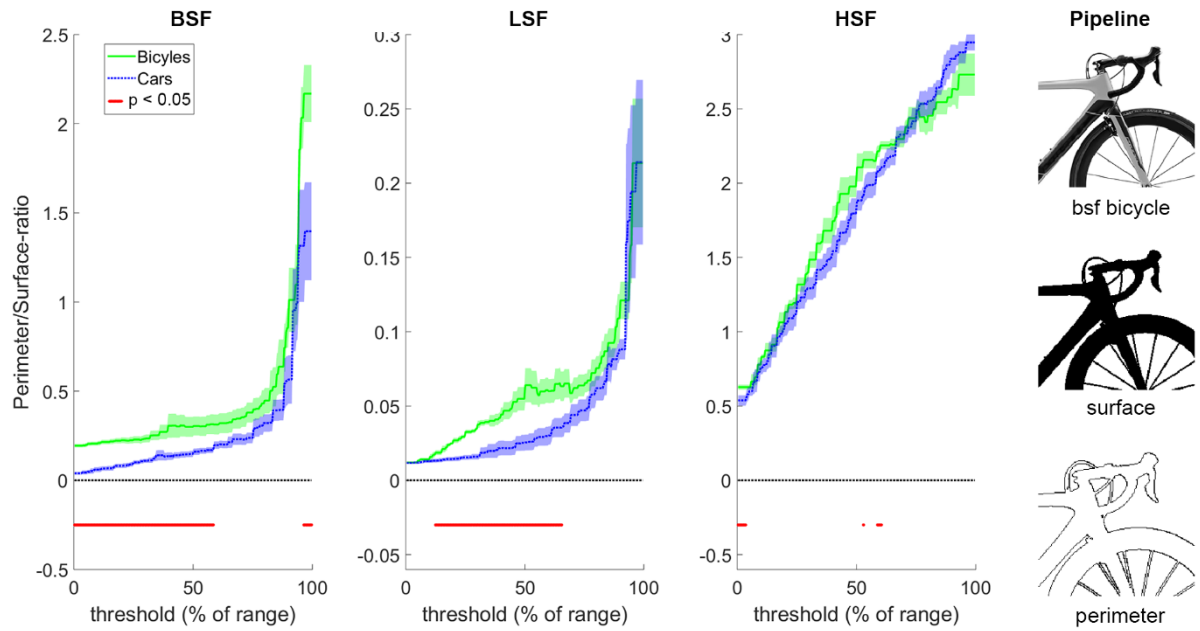 BSF
LSF
HSF
Pipeline
Perimeter/Surface-ratio
2.5
2
1.5
1
0.5
0
-0.5
0
50
100
threshold (% of range)
Bicyles
Cars
p < 0.05
0.3
0.25
0.2
0.15
0.1
0.05
0
-0.05
0
50
100
threshold (% of range)
3
2.5
2
1.5
1
0.5
0
-0.5
0
50
100
threshold (% of range)
bsf bicycle
surface
perimeter